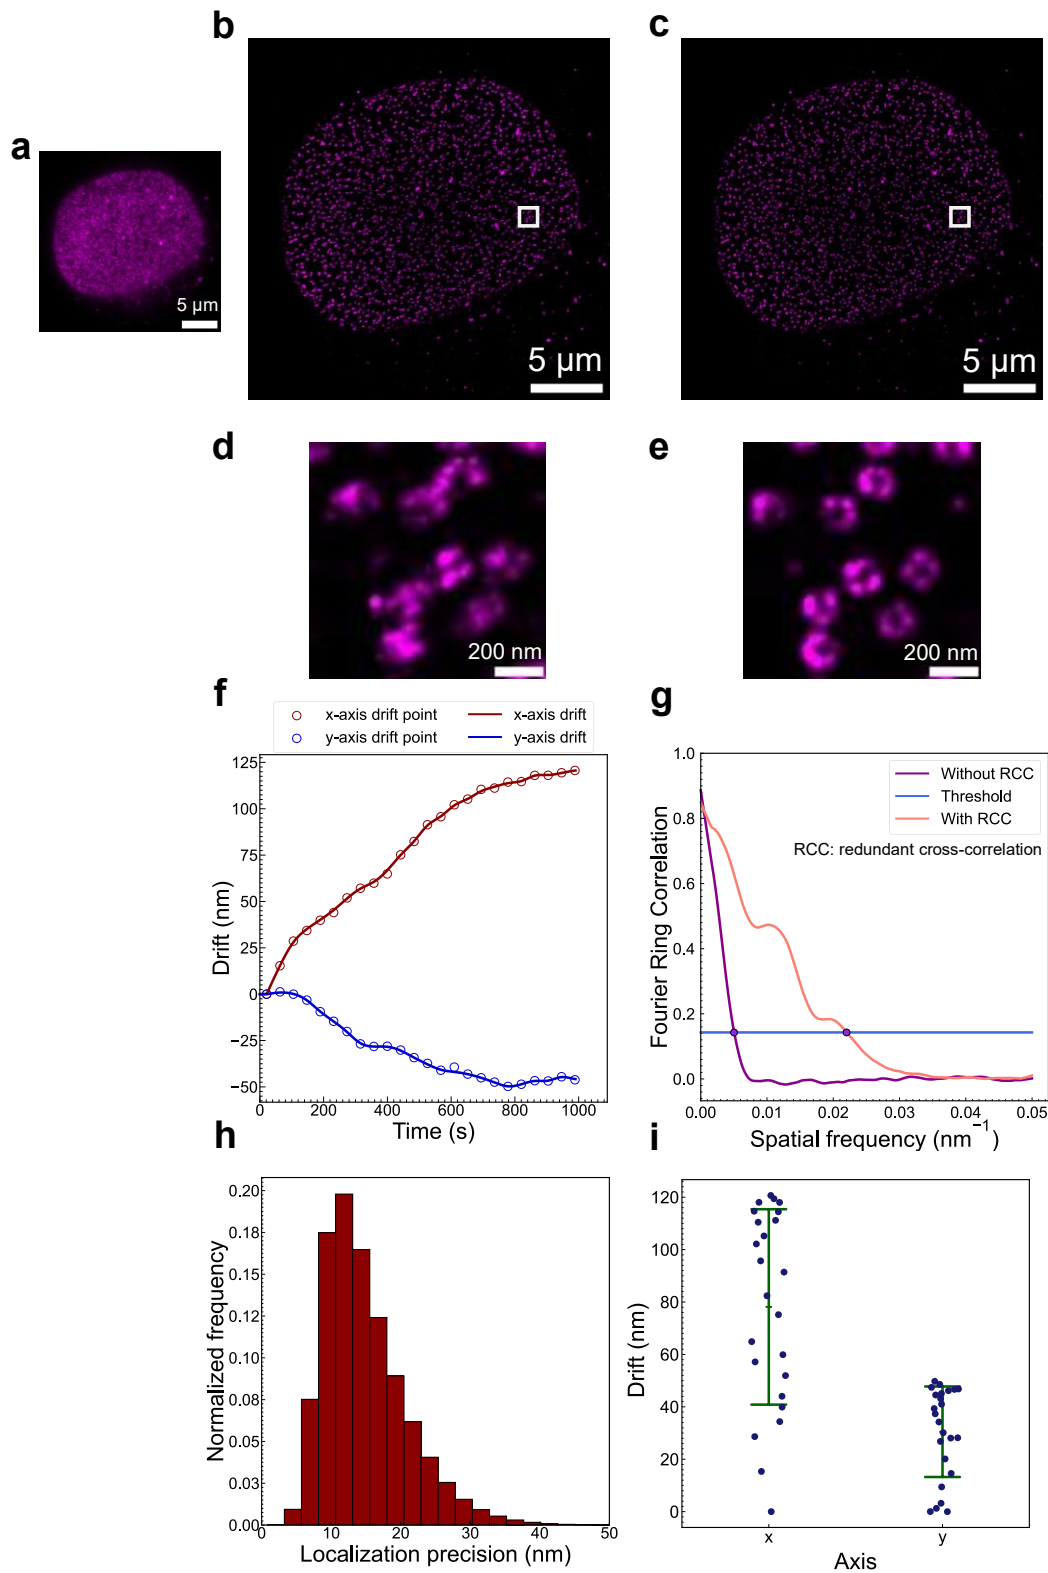 a
5 µm
b
5 µm
c
5 µm
d
200 nm
e
200 nm
f
x-axis drift point
x-axis drift
y-axis drift point
y-axis drift
125
100
75
50
25
0
−25
−50
Drift (nm)
0 200 400 600 800 1000
Time (s)
g
1.0
0.8
0.6
0.4
0.2
0.0
Fourier Ring Correlation
Without RCC
Threshold
With RCC
RCC: redundant cross-correlation
0.00 0.01 0.02 0.03 0.04 0.05
Spatial frequency (nm⁻¹)
h
0.20
0.18
0.15
0.13
0.10
0.08
0.05
0.03
0.00
Normalized frequency
0 10 20 30 40 50
Localization precision (nm)
i
120
100
80
60
40
20
0
Drift (nm)
x y
Axis